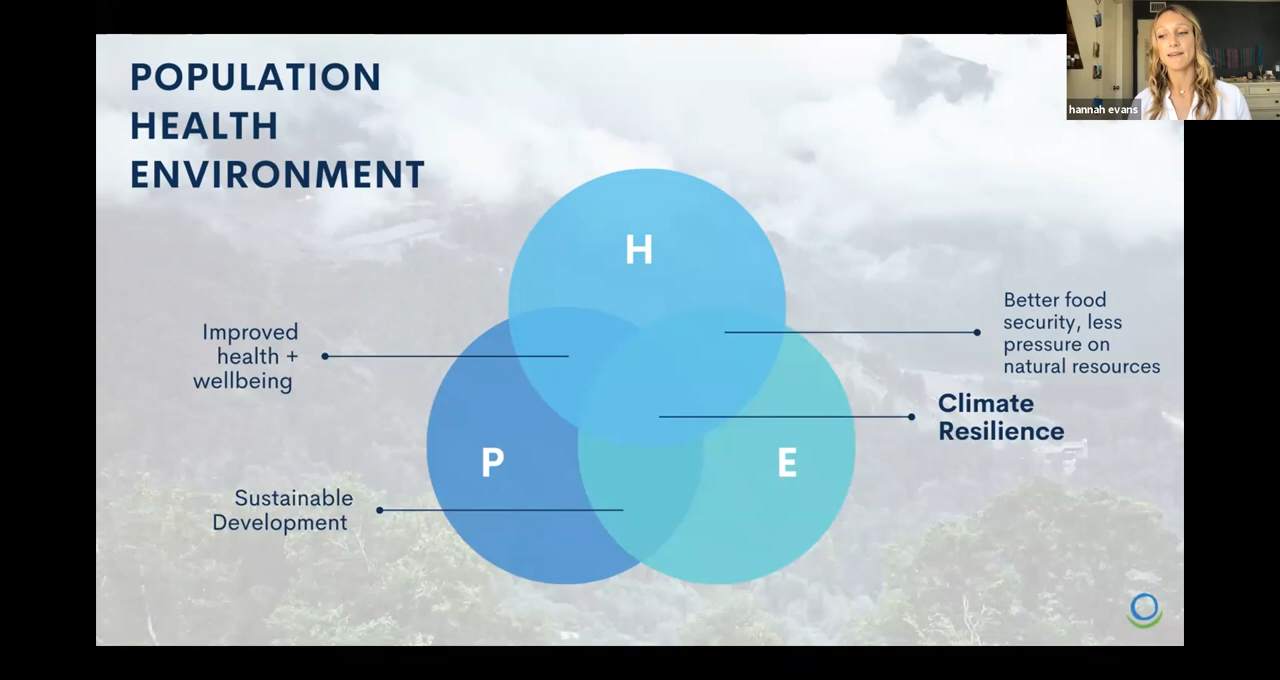 POPULATION
HEALTH
ENVIRONMENT
hannah evans
H
Improved
health +
wellbeing
Better food
security, less
pressure on
natural resources
Climate
Resilience
P
E
Sustainable
Development